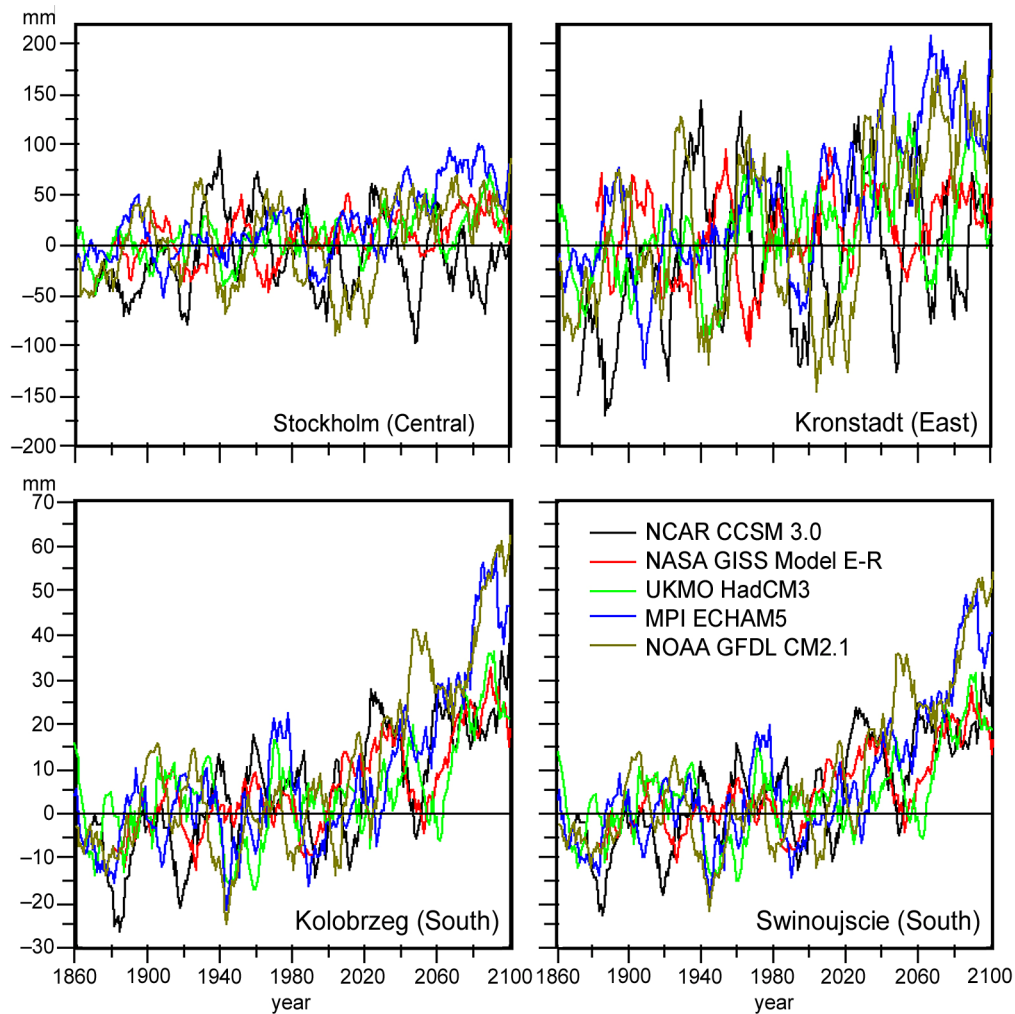 mm
200
150
100
50
0
−50
−100
−150
−200
Stockholm (Central)
Kronstadt (East)
mm
70
60
50
40
30
20
10
0
−10
−20
−30
Kolobrzeg (South)
NCAR CCSM 3.0
NASA GISS Model E-R
UKMO HadCM3
MPI ECHAM5
NOAA GFDL CM2.1
Swinoujscie (South)
1860 1900 1940 1980 2020 2060 2100
1860 1900 1940 1980 2020 2060 2100
year
year